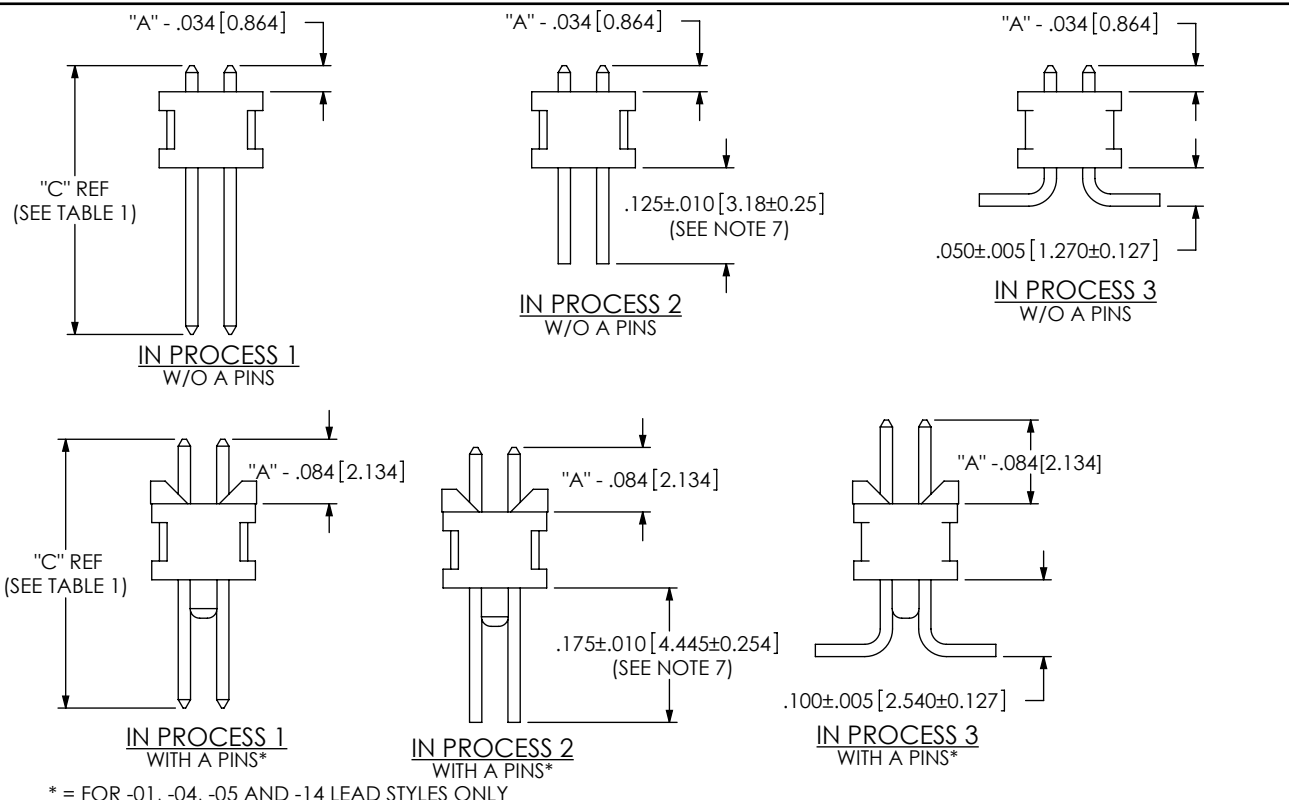 "A" - .034 [0.864]
"C" REF
(SEE TABLE 1)
IN PROCESS 1
W/O A PINS
"A" - .034 [0.864]
.125±.010 [3.18±0.25]
(SEE NOTE 7)
IN PROCESS 2
W/O A PINS
"A" - .034 [0.864]
.050±.005 [1.270±0.127]
IN PROCESS 3
W/O A PINS
"A" - .084 [2.134]
"C" REF
(SEE TABLE 1)
IN PROCESS 1
WITH A PINS*
"A" - .084 [2.134]
.175±.010 [4.445±0.254]
(SEE NOTE 7)
IN PROCESS 2
WITH A PINS*
"A" -.084[2.134]
.100±.005 [2.540±0.127]
IN PROCESS 3
WITH A PINS*
* = FOR -01, -04, -05 AND -14 LEAD STYLES ONLY